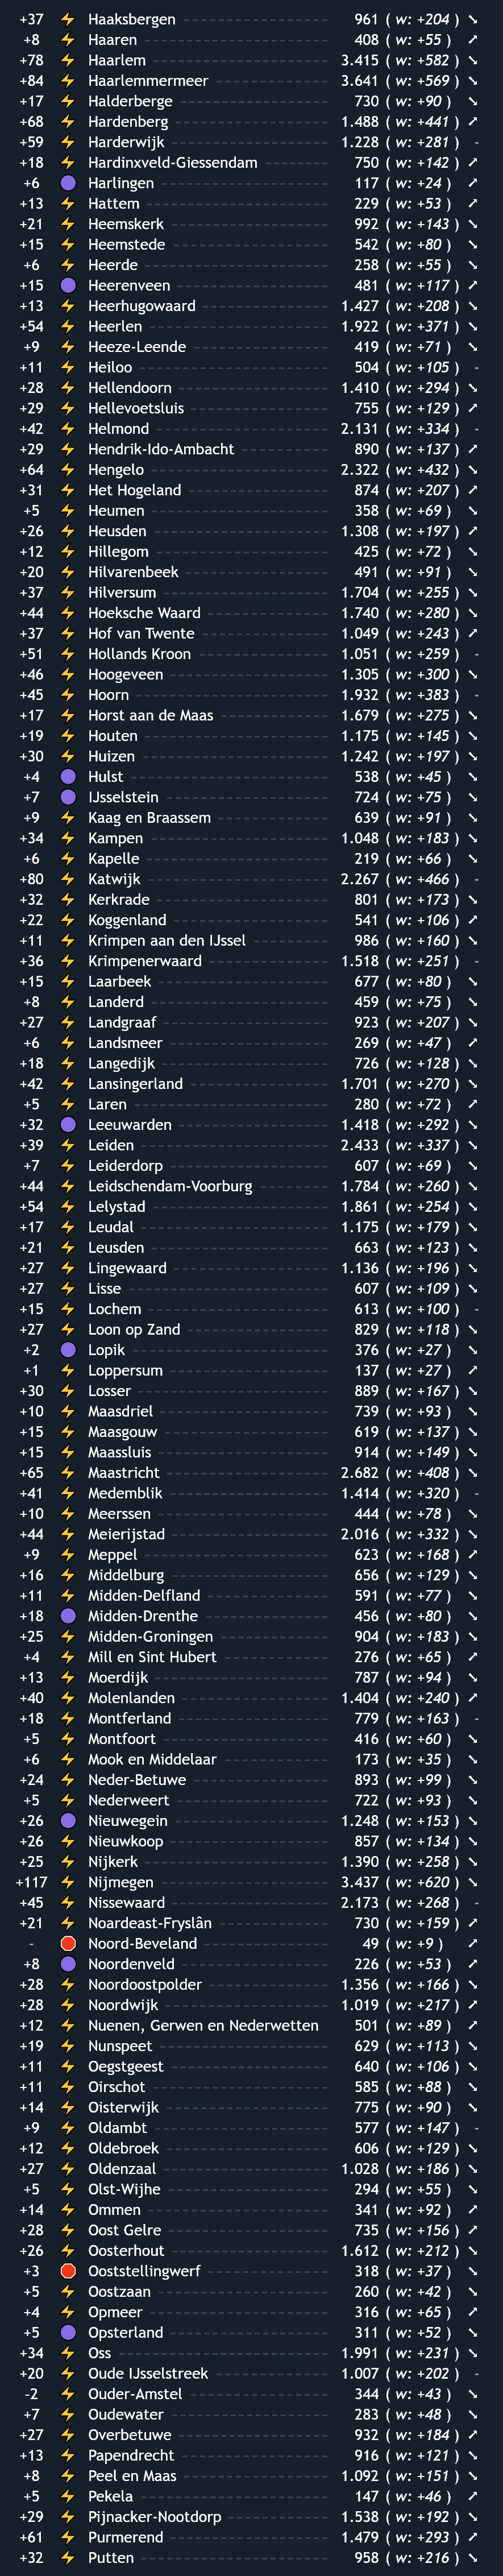 +37 Haaksbergen 961 ( w: +204 ) ↘
+8 Haaren 408 ( w: +55 ) ↗
+78 Haarlem 3.415 ( w: +582 ) ↘
+84 Haarlemmermeer 3.641 ( w: +569 ) ↘
+17 Halderberge 730 ( w: +90 ) ↘
+68 Hardenberg 1.488 ( w: +441 ) ↗
+59 Harderwijk 1.228 ( w: +281 ) -
+18 Hardinxveld-Giessendam 750 ( w: +142 ) ↗
+6 Harlingen 117 ( w: +24 ) ↗
+13 Hattem 229 ( w: +53 ) ↗
+21 Heemskerk 992 ( w: +143 ) ↘
+15 Heemstede 542 ( w: +80 ) ↘
+6 Heerde 258 ( w: +55 ) ↘
+15 Heerenveen 481 ( w: +117 ) ↗
+13 Heerhugowaard 1.427 ( w: +208 ) ↘
+54 Heerlen 1.922 ( w: +371 ) ↘
+9 Heeze-Leende 419 ( w: +71 ) ↘
+11 Heiloo 504 ( w: +105 ) -
+28 Hellendoorn 1.410 ( w: +294 ) ↘
+29 Hellevoetsluis 755 ( w: +129 ) ↗
+42 Helmond 2.131 ( w: +334 ) -
+29 Hendrik-Ido-Ambacht 890 ( w: +137 ) ↗
+64 Hengelo 2.322 ( w: +432 ) ↘
+31 Het Hogeland 874 ( w: +207 ) ↗
+5 Heumen 358 ( w: +69 ) ↘
+26 Heusden 1.308 ( w: +197 ) ↗
+12 Hillegom 425 ( w: +72 ) ↘
+20 Hilvarenbeek 491 ( w: +91 ) ↘
+37 Hilversum 1.704 ( w: +255 ) ↘
+44 Hoeksche Waard 1.740 ( w: +280 ) ↘
+37 Hof van Twente 1.049 ( w: +243 ) ↗
+51 Hollands Kroon 1.051 ( w: +259 ) -
+46 Hoogeveen 1.305 ( w: +300 ) ↘
+45 Hoorn 1.932 ( w: +383 ) -
+17 Horst aan de Maas 1.679 ( w: +275 ) ↘
+19 Houten 1.175 ( w: +145 ) ↘
+30 Huizen 1.242 ( w: +197 ) ↘
+4 Hulst 538 ( w: +45 ) ↘
+7 IJsselstein 724 ( w: +75 ) ↘
+9 Kaag en Braassem 639 ( w: +91 ) ↘
+34 Kampen 1.048 ( w: +183 ) ↘
+6 Kapelle 219 ( w: +66 ) ↘
+80 Katwijk 2.267 ( w: +466 ) -
+32 Kerkrade 801 ( w: +173 ) ↘
+22 Koggenland 541 ( w: +106 ) ↗
+11 Krimpen aan den IJssel 986 ( w: +160 ) ↘
+36 Krimpenerwaard 1.518 ( w: +251 ) -
+15 Laarbeek 677 ( w: +80 ) ↘
+8 Landerd 459 ( w: +75 ) ↘
+27 Landgraaf 923 ( w: +207 ) ↘
+6 Landsmeer 269 ( w: +47 ) ↗
+18 Langedijk 726 ( w: +128 ) ↘
+42 Lansingerland 1.701 ( w: +270 ) ↘
+5 Laren 280 ( w: +72 ) ↗
+32 Leeuwarden 1.418 ( w: +292 ) ↘
+39 Leiden 2.433 ( w: +337 ) ↘
+7 Leiderdorp 607 ( w: +69 ) ↘
+44 Leidschendam-Voorburg 1.784 ( w: +260 ) ↘
+54 Lelystad 1.861 ( w: +254 ) ↘
+17 Leudal 1.175 ( w: +179 ) ↘
+21 Leusden 663 ( w: +123 ) ↘
+27 Lingewaard 1.136 ( w: +196 ) ↘
+27 Lisse 607 ( w: +109 ) ↘
+15 Lochem 613 ( w: +100 ) -
+27 Loon op Zand 829 ( w: +118 ) ↘
+2 Lopik 376 ( w: +27 ) ↘
+1 Loppersum 137 ( w: +27 ) ↗
+30 Losser 889 ( w: +167 ) ↘
+10 Maasdriel 739 ( w: +93 ) ↘
+15 Maasgouw 619 ( w: +137 ) ↘
+15 Maassluis 914 ( w: +149 ) ↘
+65 Maastricht 2.682 ( w: +408 ) ↘
+41 Medemblik 1.414 ( w: +320 ) -
+10 Meerssen 444 ( w: +78 ) ↘
+44 Meierijstad 2.016 ( w: +332 ) ↘
+9 Meppel 623 ( w: +168 ) ↗
+16 Middelburg 656 ( w: +129 ) ↘
+11 Midden-Delfland 591 ( w: +77 ) ↘
+18 Midden-Drenthe 456 ( w: +80 ) ↗
+25 Midden-Groningen 904 ( w: +183 ) ↘
+4 Mill en Sint Hubert 276 ( w: +65 ) ↗
+13 Moerdijk 787 ( w: +94 ) ↘
+40 Molenlanden 1.404 ( w: +240 ) ↗
+18 Montferland 779 ( w: +163 ) -
+5 Montfoort 416 ( w: +60 ) ↘
+6 Mook en Middelaar 173 ( w: +35 ) ↘
+24 Neder-Betuwe 893 ( w: +99 ) ↘
+5 Nederweert 722 ( w: +93 ) ↘
+26 Nieuwegein 1.248 ( w: +153 ) ↘
+26 Nieuwkoop 857 ( w: +134 ) ↘
+25 Nijkerk 1.390 ( w: +258 ) ↘
+117 Nijmegen 3.437 ( w: +620 ) ↘
+45 Nissewaard 2.173 ( w: +268 ) -
+21 Noardeast-Fryslân 730 ( w: +159 ) ↗
- Noord-Beveland 49 ( w: +9 ) ↗
+8 Noordenveld 226 ( w: +53 ) ↗
+28 Noordoostpolder 1.356 ( w: +166 ) ↘
+28 Noordwijk 1.019 ( w: +217 ) ↗
+12 Nuenen, Gerwen en Nederwetten 501 ( w: +89 ) ↗
+19 Nunspeet 629 ( w: +113 ) ↘
+11 Oegstgeest 640 ( w: +106 ) ↘
+11 Oirschot 585 ( w: +88 ) ↘
+14 Oisterwijk 775 ( w: +90 ) ↘
+9 Oldambt 577 ( w: +147 ) -
+12 Oldebroek 606 ( w: +129 ) ↘
+27 Oldenzaal 1.028 ( w: +186 ) ↘
+5 Olst-Wijhe 294 ( w: +55 ) ↘
+14 Ommen 341 ( w: +92 ) ↗
+28 Oost Gelre 735 ( w: +156 ) ↗
+26 Oosterhout 1.612 ( w: +212 ) ↘
+3 Ooststellingwerf 318 ( w: +37 ) ↘
+5 Oostzaan 260 ( w: +42 ) ↘
+4 Opmeer 316 ( w: +65 ) ↗
+5 Opsterland 311 ( w: +52 ) ↘
+34 Oss 1.991 ( w: +231 ) ↘
+20 Oude IJsselstreek 1.007 ( w: +202 ) -
-2 Ouder-Amstel 344 ( w: +43 ) ↘
+7 Oudewater 283 ( w: +48 ) ↗
+27 Overbetuwe 932 ( w: +184 ) ↗
+13 Papendrecht 916 ( w: +121 ) ↘
+8 Peel en Maas 1.092 ( w: +151 ) ↘
+5 Pekela 147 ( w: +46 ) ↗
+29 Pijnacker-Nootdorp 1.538 ( w: +192 ) ↘
+61 Purmerend 1.479 ( w: +293 ) ↗
+32 Putten 958 ( w: +216 ) ↘